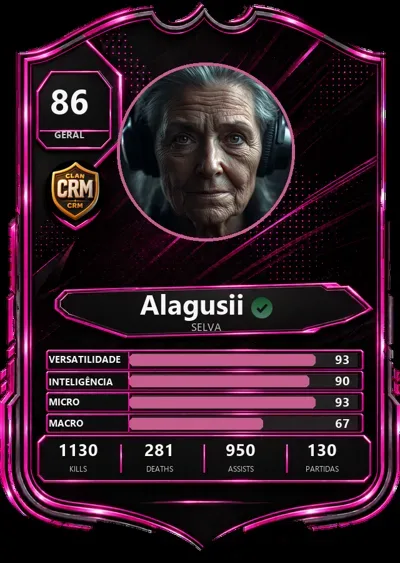 86
GERAL
CLAN
CRM
CRM
Alagusii
SELVA
VERSATILIDADE 93
INTELIGÊNCIA 90
MICRO 93
MACRO 67
1130 281 950 130
KILLS DEATHS ASSISTS PARTIDAS